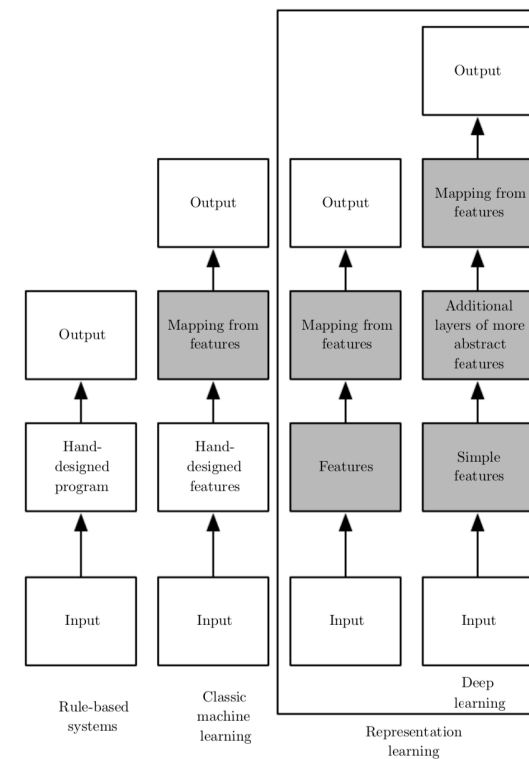 Output
Output
Output
Mapping from
features
Output
Mapping from
features
Mapping from
features
Additional
layers of more
abstract
features
Hand-
designed
program
Hand-
designed
features
Features
Simple
features
Input
Input
Input
Input
Rule-based
systems
Classic
machine
learning
Deep
learning
Representation
learning